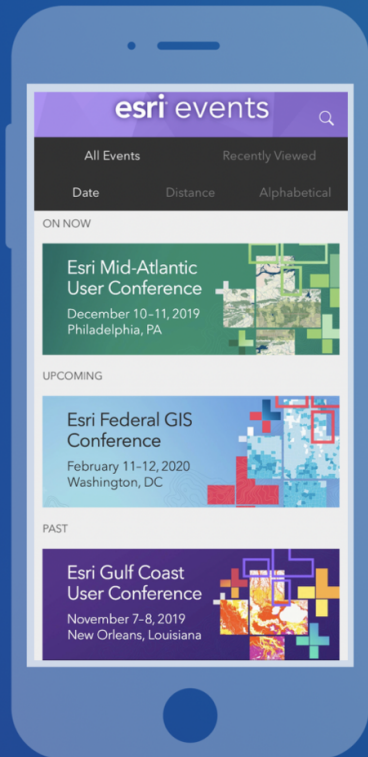 esri events
All Events Recently Viewed
Date Distance Alphabetical
ON NOW
Esri Mid-Atlantic
User Conference
December 10–11, 2019
Philadelphia, PA
UPCOMING
Esri Federal GIS
Conference
February 11–12, 2020
Washington, DC
PAST
Esri Gulf Coast
User Conference
November 7–8, 2019
New Orleans, Louisiana